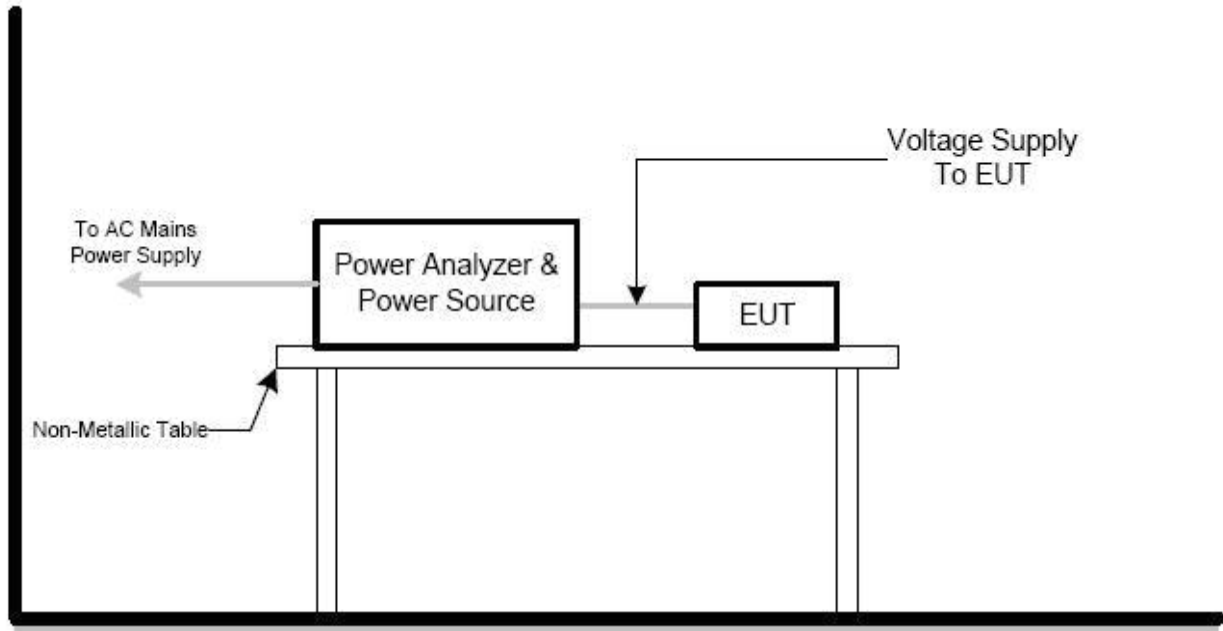 Voltage Supply
To EUT
To AC Mains
Power Supply
Power Analyzer &
Power Source
EUT
Non-Metallic Table